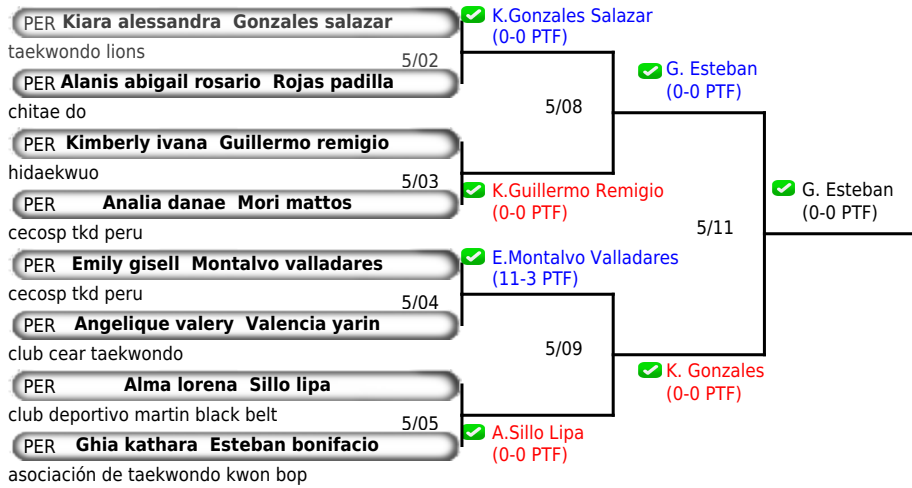 PER Kiara alessandra Gonzales salazar
taekwondo lions
5/02
PER Alanis abigail rosario Rojas padilla
chitae do
PER Kimberly ivana Guillermo remigio
hidaekwuo
5/03
PER Analia danae Mori mattos
cecosp tkd peru
PER Emily gisell Montalvo valladares
cecosp tkd peru
5/04
PER Angelique valery Valencia yarin
club cear taekwondo
PER Alma lorena Sillo lipa
club deportivo martin black belt
5/05
PER Ghia kathara Esteban bonifacio
asociación de taekwondo kwon bop
K.Gonzales Salazar
(0-0 PTF)
5/08
K.Guillermo Remigio
(0-0 PTF)
E.Montalvo Valladares
(11-3 PTF)
5/09
A.Sillo Lipa
(0-0 PTF)
G. Esteban
(0-0 PTF)
5/11
K. Gonzales
(0-0 PTF)
G. Esteban
(0-0 PTF)